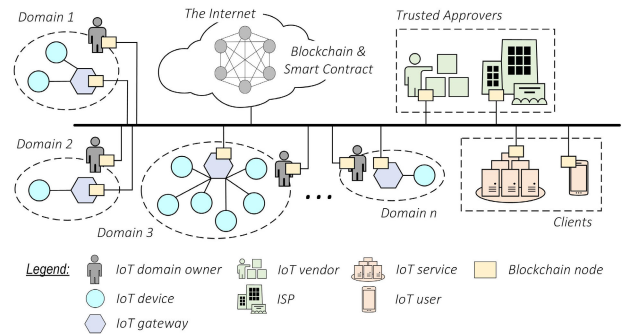 Domain 1
The Internet
Blockchain &
Smart Contract
Trusted Approvers
Domain 2
Domain 3
...
Domain n
Clients
Legend:
IoT domain owner
IoT vendor
IoT service
Blockchain node
IoT device
ISP
IoT user
IoT gateway